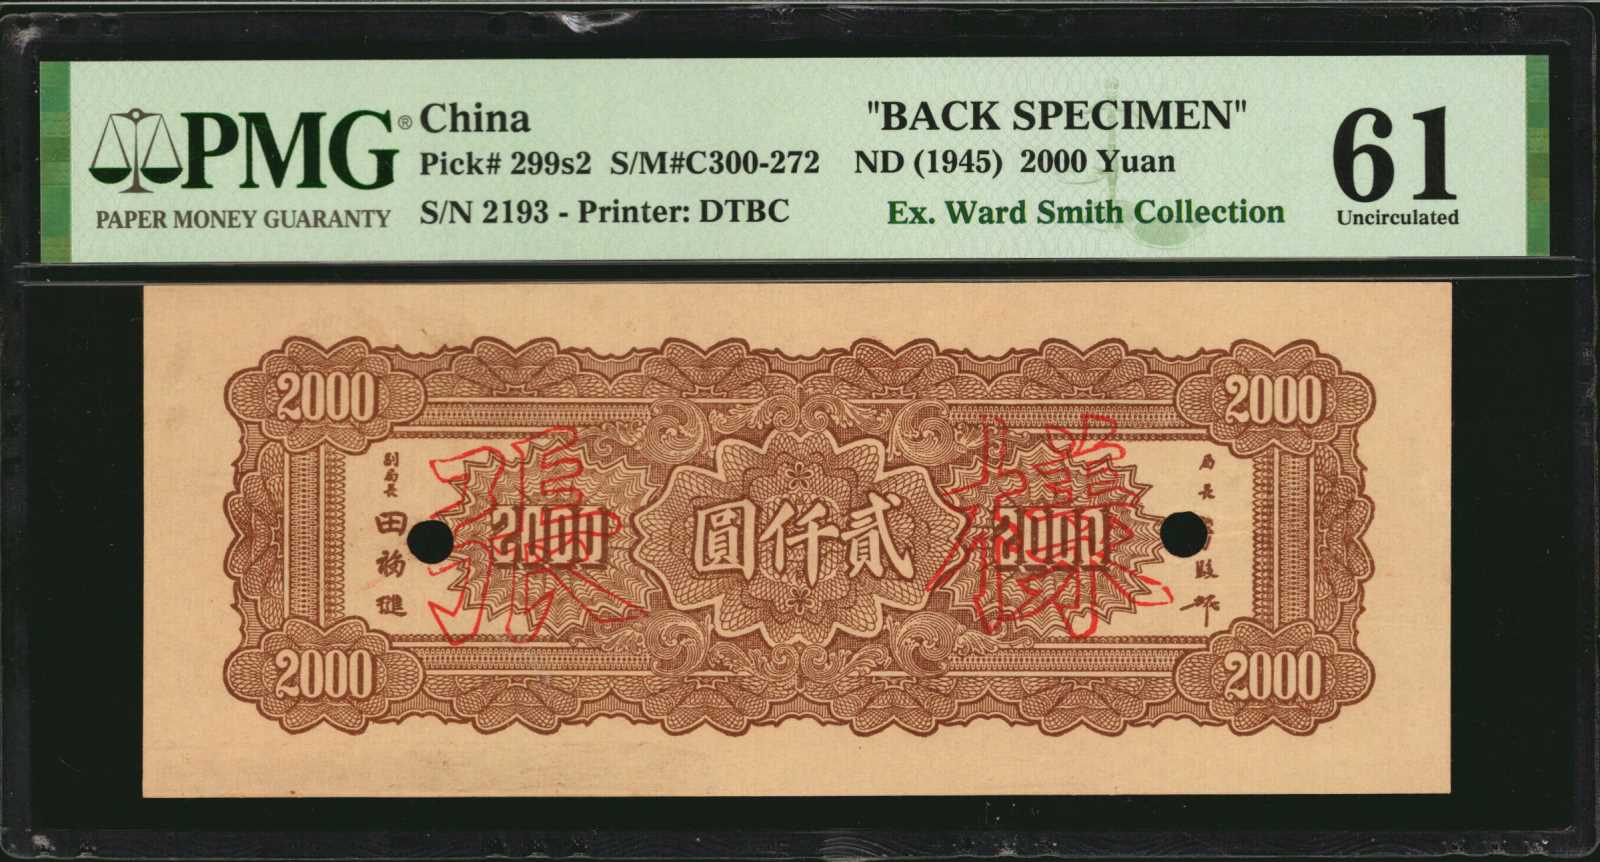 PMG® China "BACK SPECIMEN" 61
Pick# 299s2 S/M#C300-272 ND (1945) 2000 Yuan
PAPER MONEY GUARANTY S/N 2193 - Printer: DTBC Ex. Ward Smith Collection Uncirculated
2000 2000
局長
副局長
樣張
2000 貳仟圓 2000
田福進
2000 2000